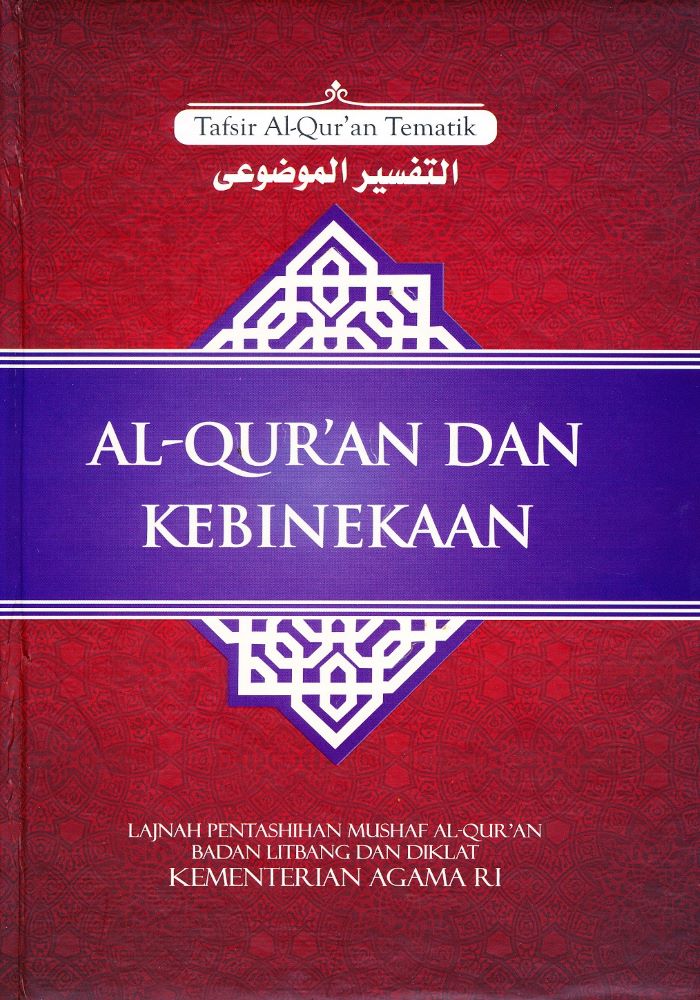 Tafsir Al-Qur'an Tematik
التفسير الموضوعى
AL-QUR'AN DAN
KEBINEKAAN
LAJNAH PENTASHIHAN MUSHAF AL-QUR'AN
BADAN LITBANG DAN DIKLAT
KEMENTERIAN AGAMA RI